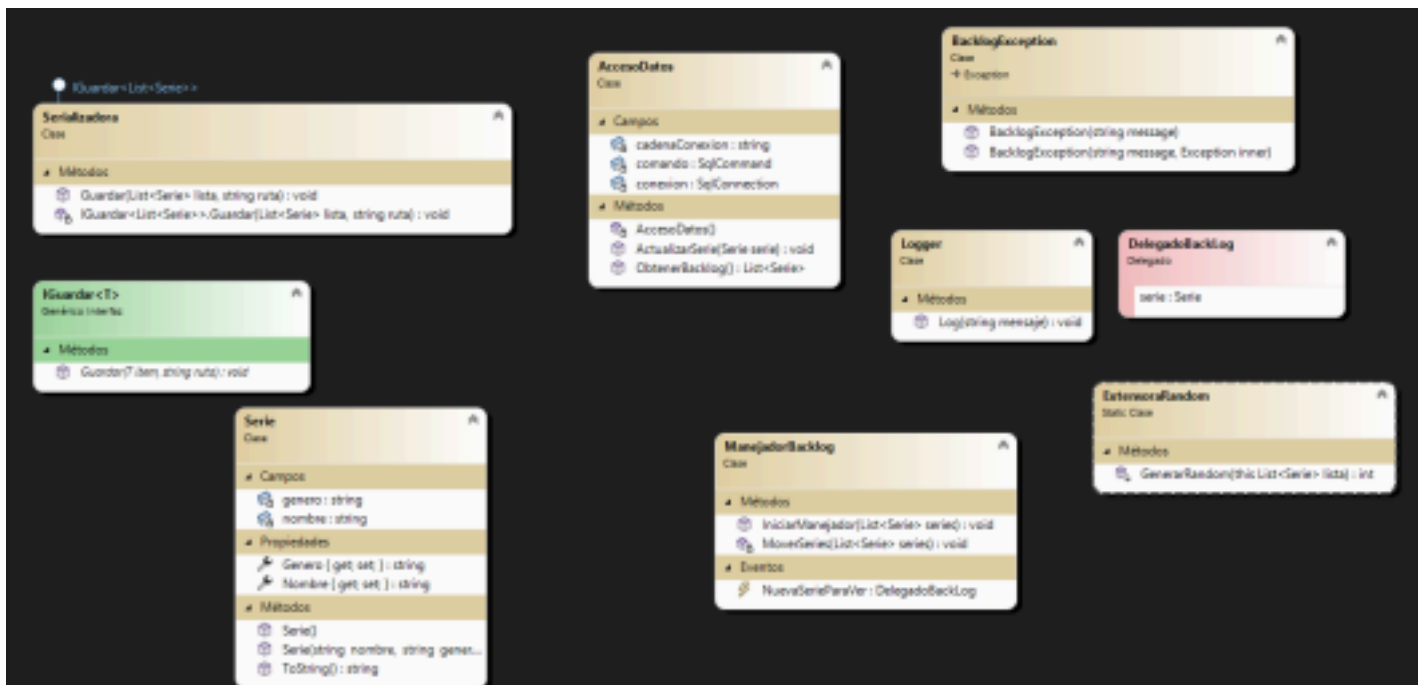 IGuardar<List<Serie>>
Serializadora
Clase
Métodos
Guardar(List<Serie> lista, string ruta) : void
IGuardar<List<Serie>>.Guardar(List<Serie> lista, string ruta) : void
IGuardar<T>
Genérico Interfaz
Métodos
Guardar(T item, string ruta) : void
Serie
Clase
Campos
genero : string
nombre : string
Propiedades
Genero { get; set; } : string
Nombre { get; set; } : string
Métodos
Serie()
Serie(string nombre, string gener...
ToString() : string
AccesoDatos
Clase
Campos
cadenaConexion : string
comando : SqlCommand
conexion : SqlConnection
Métodos
AccesoDatos()
ActualizarSerie(Serie serie) : void
ObtenerBacklog() : List<Serie>
BacklogException
Clase
→ Exception
Métodos
BacklogException(string message)
BacklogException(string message, Exception inner)
Logger
Clase
Métodos
Log(string mensaje) : void
DelegadoBackLog
Delegado
serie : Serie
ManejadorBacklog
Clase
Métodos
IniciarManejador(List<Serie> series) : void
MoverSeries(List<Serie> series) : void
Eventos
NuevaSerieParaVer : DelegadoBackLog
ExtensoraRandom
Static Clase
Métodos
GenerarRandom(this List<Serie> lista) : int